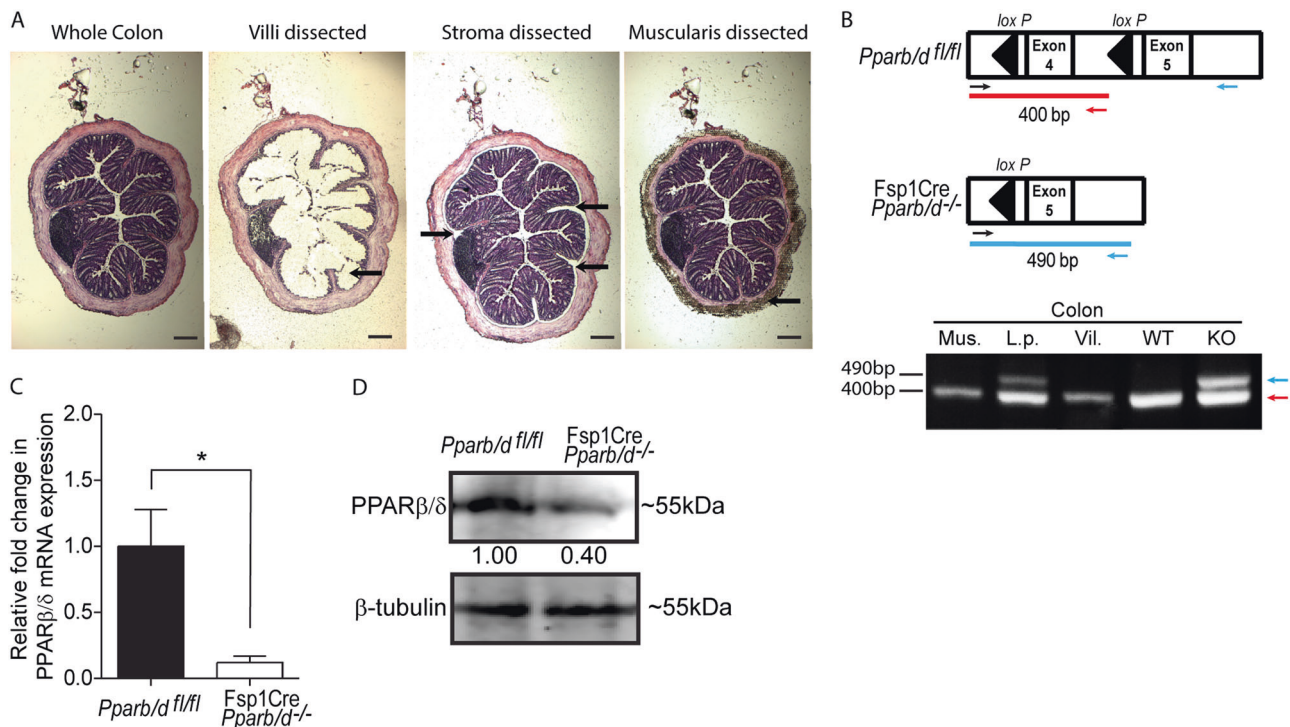 A
Whole Colon
Villi dissected
Stroma dissected
Muscularis dissected
B
lox P
lox P
Pparb/d fl/fl
Exon 4
Exon 5
400 bp
lox P
Fsp1Cre
Pparb/d-/-
Exon 5
490 bp
Colon
Mus.
L.p.
Vil.
WT
KO
490bp
400bp
C
Relative fold change in
PPARβ/δ mRNA expression
2.0
1.5
1.0
0.5
0.0
*
Pparb/d fl/fl
Fsp1Cre
Pparb/d-/-
D
Pparb/d fl/fl
Fsp1Cre
Pparb/d-/-
PPARβ/δ
~55kDa
1.00
0.40
β-tubulin
~55kDa